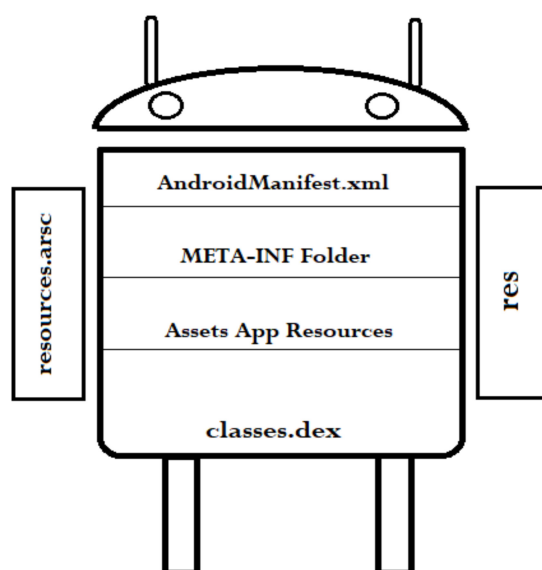 AndroidManifest.xml
META-INF Folder
Assets App Resources
classes.dex
resources.arsc
res